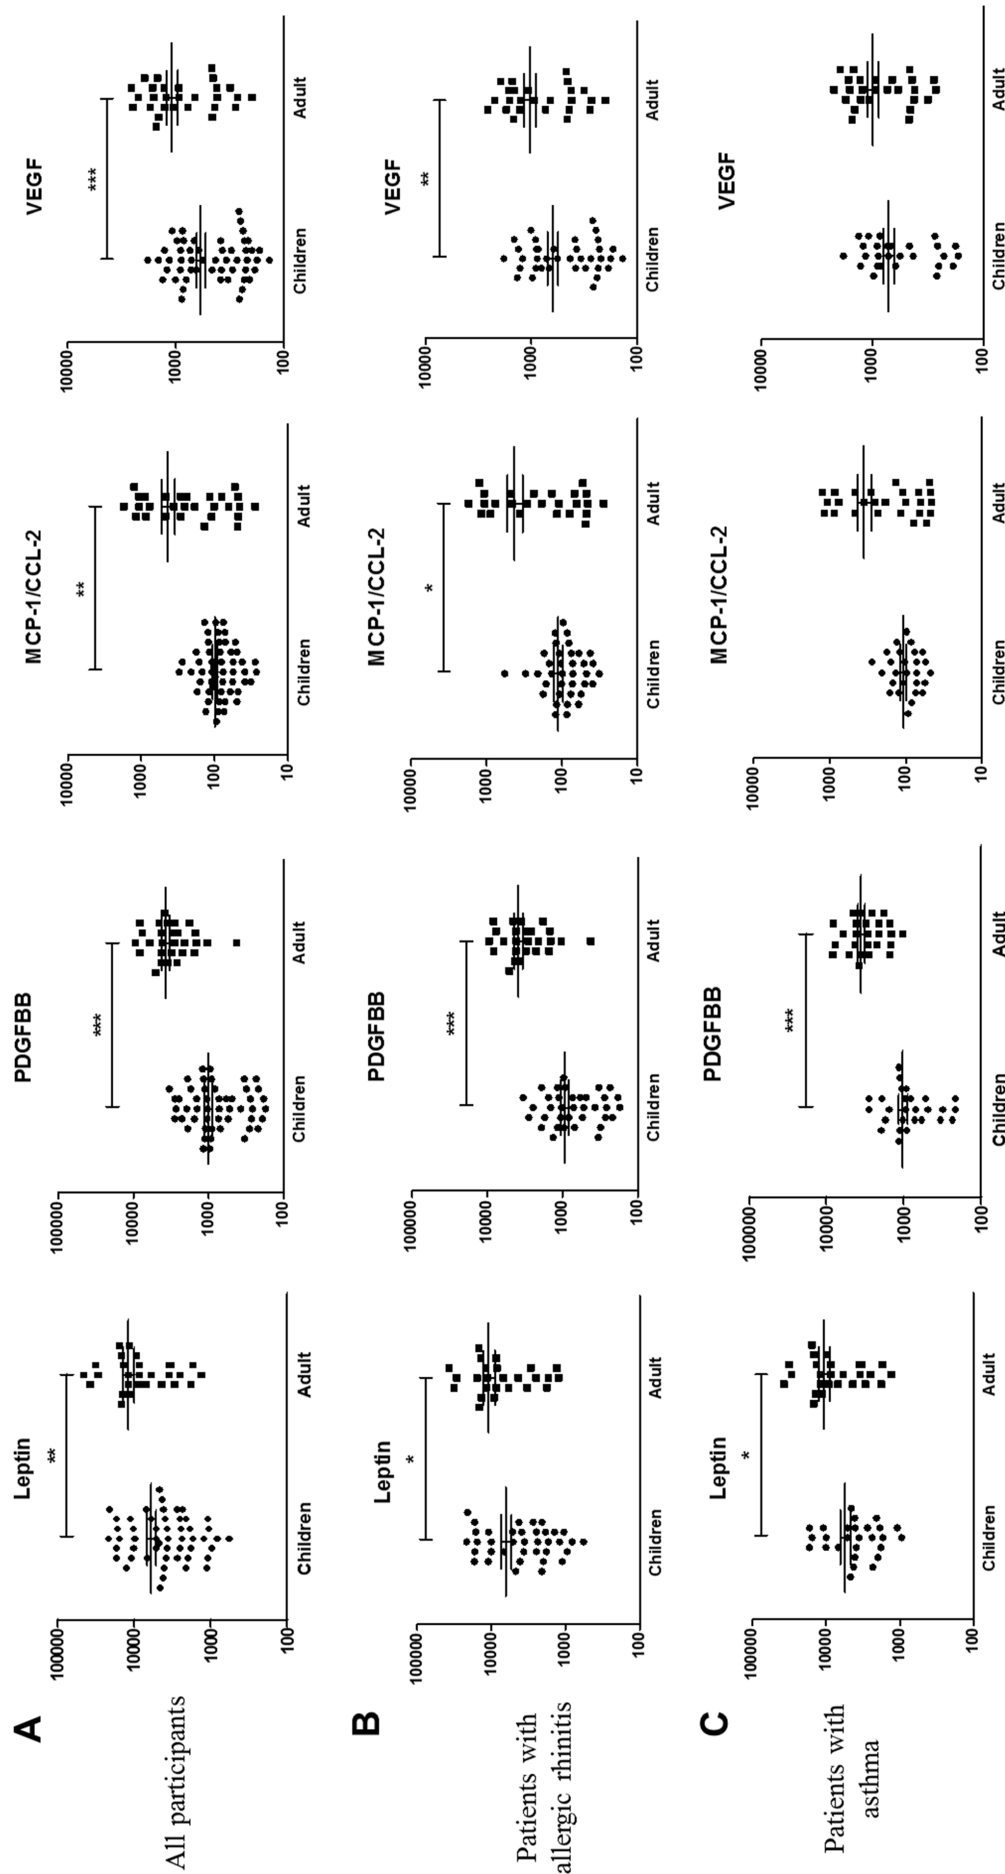 A
All participants
Leptin
100000
10000
1000
100
**
Children
Adult
PDGFBB
100000
10000
1000
100
***
Children
Adult
MCP-1/CCL-2
10000
1000
100
10
**
Children
Adult
VEGF
10000
1000
100
***
Children
Adult
B
Patients with
allergic rhinitis
Leptin
100000
10000
1000
100
*
Children
Adult
PDGFBB
100000
10000
1000
100
***
Children
Adult
MCP-1/CCL-2
10000
1000
100
10
*
Children
Adult
VEGF
10000
1000
100
**
Children
Adult
C
Patients with
asthma
Leptin
100000
10000
1000
100
*
Children
Adult
PDGFBB
100000
10000
1000
100
***
Children
Adult
MCP-1/CCL-2
10000
1000
100
10
Children
Adult
VEGF
10000
1000
100
Children
Adult